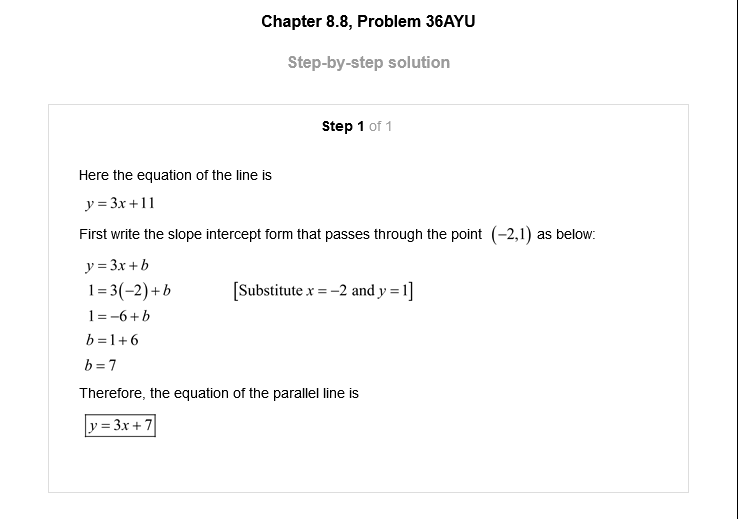 Chapter 8.8, Problem 36AYU
Step-by-step solution
Step 1 of 1
Here the equation of the line is
y = 3x + 11
First write the slope intercept form that passes through the point (−2,1) as below:
y = 3x + b
1 = 3(−2) + b [Substitute x = −2 and y = 1]
1 = −6 + b
b = 1 + 6
b = 7
Therefore, the equation of the parallel line is
y = 3x + 7